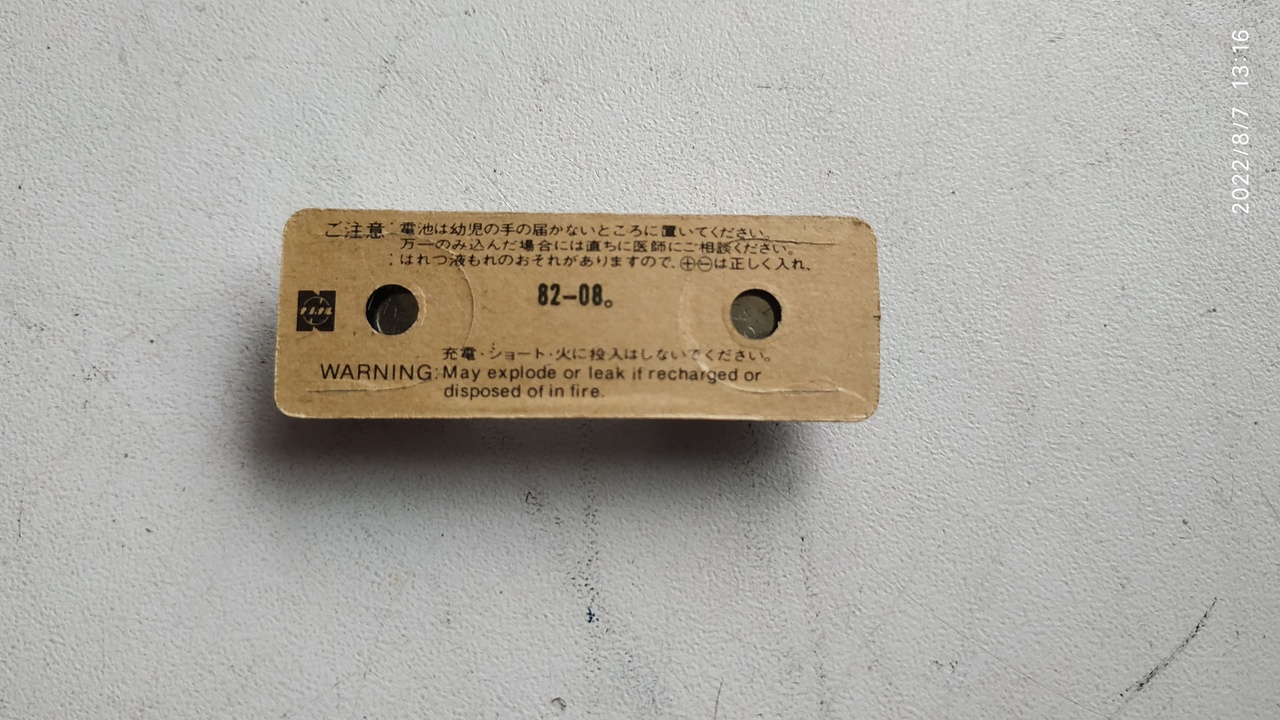 ご注意:電池は幼児の手の届かないところに置いてください。
万一のみ込んだ場合には直ちに医師にご相談ください。
:はれつ液もれのおそれがありますので、⊕⊖は正しく入れ、
82-08。
充電・ショート・火に投入はしないでください。
WARNING: May explode or leak if recharged or
disposed of in fire.
2022/8/7 13:16